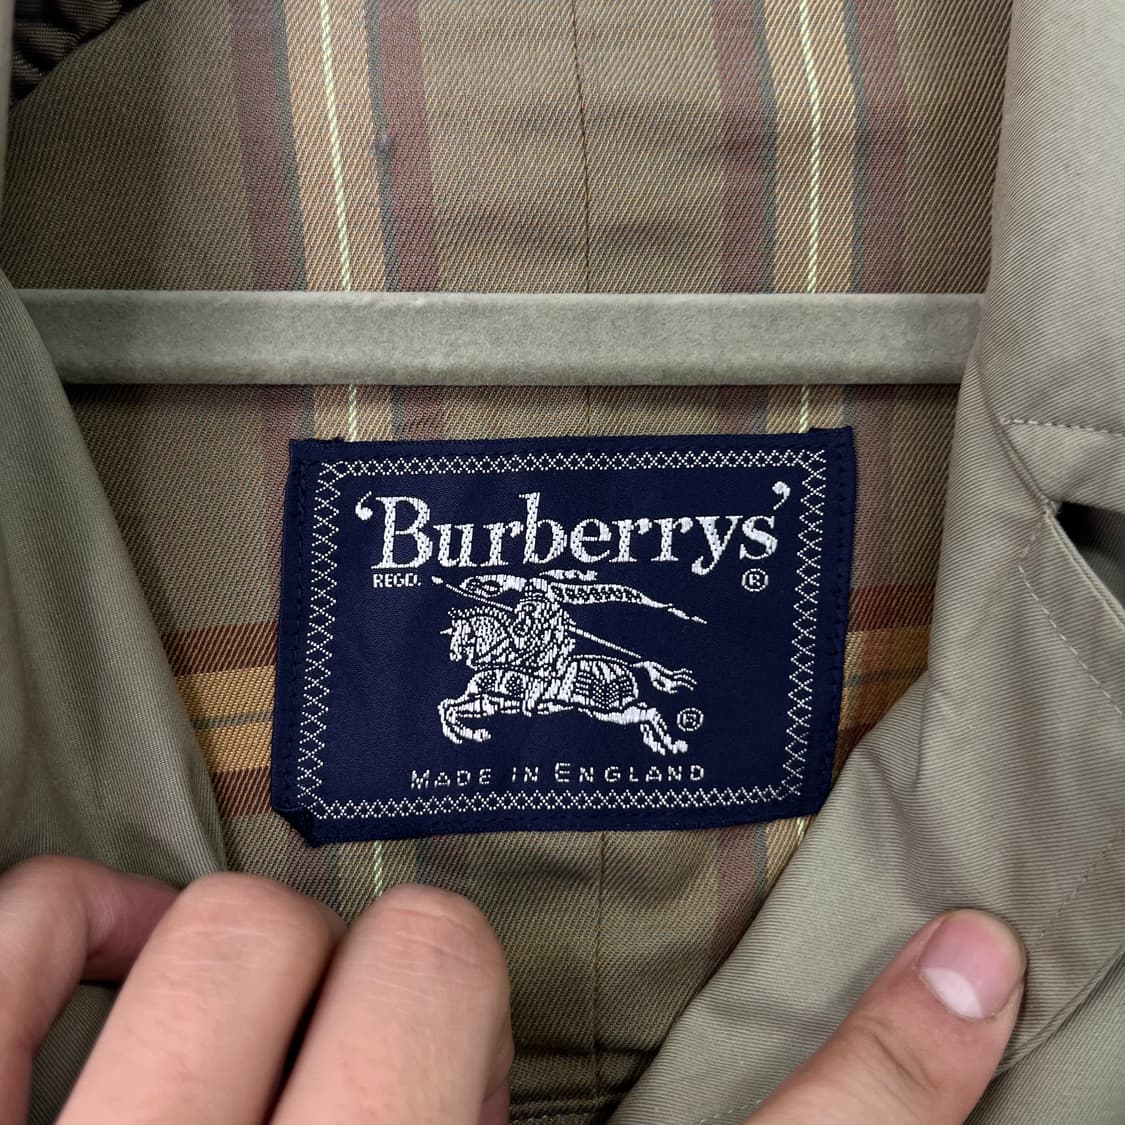 ‘Burberrys’
REGD. ®
®
MADE IN ENGLAND